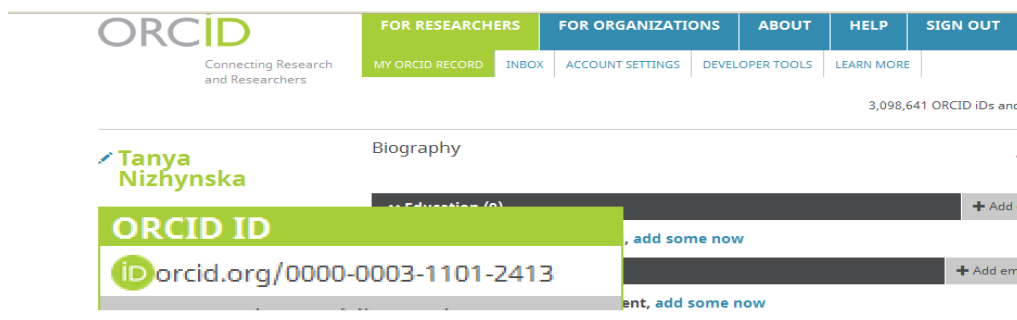 ORCID
Connecting Research
and Researchers
FOR RESEARCHERS FOR ORGANIZATIONS ABOUT HELP SIGN OUT
MY ORCID RECORD INBOX ACCOUNT SETTINGS DEVELOPER TOOLS LEARN MORE
3,098,641 ORCID iDs and
Tanya
Nizhynska
Biography
Education (0)
+ Add
, add some now
ORCID ID
iD orcid.org/0000-0003-1101-2413
+ Add em
ent, add some now